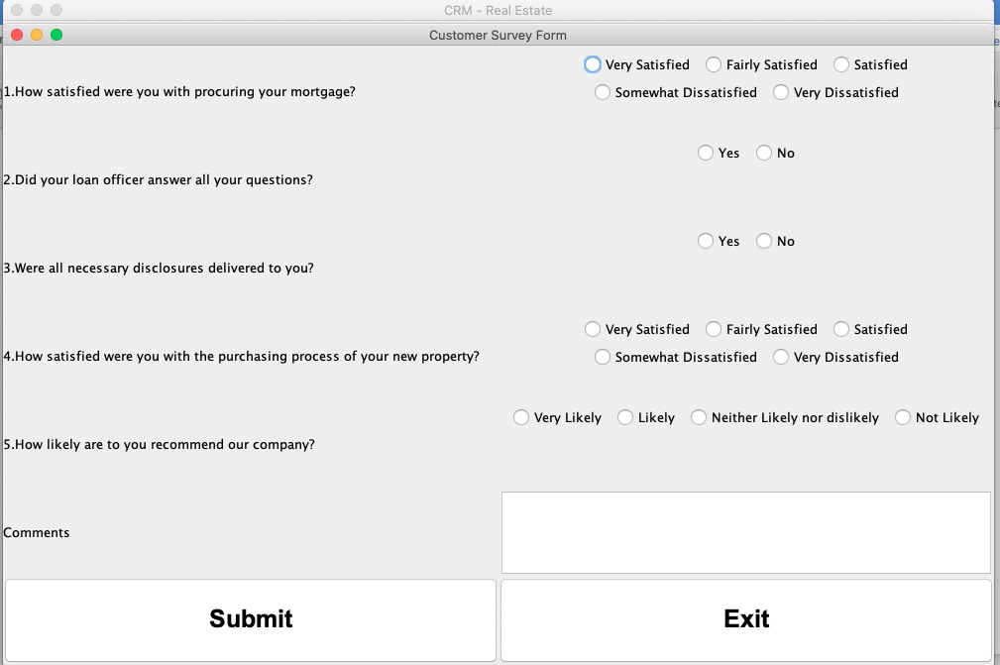 CRM - Real Estate
Customer Survey Form
Very Satisfied Fairly Satisfied Satisfied
1.How satisfied were you with procuring your mortgage?
Somewhat Dissatisfied Very Dissatisfied
Yes No
2.Did your loan officer answer all your questions?
Yes No
3.Were all necessary disclosures delivered to you?
Very Satisfied Fairly Satisfied Satisfied
4.How satisfied were you with the purchasing process of your new property?
Somewhat Dissatisfied Very Dissatisfied
Very Likely Likely Neither Likely nor dislikely Not Likely
5.How likely are to you recommend our company?
Comments
Submit Exit